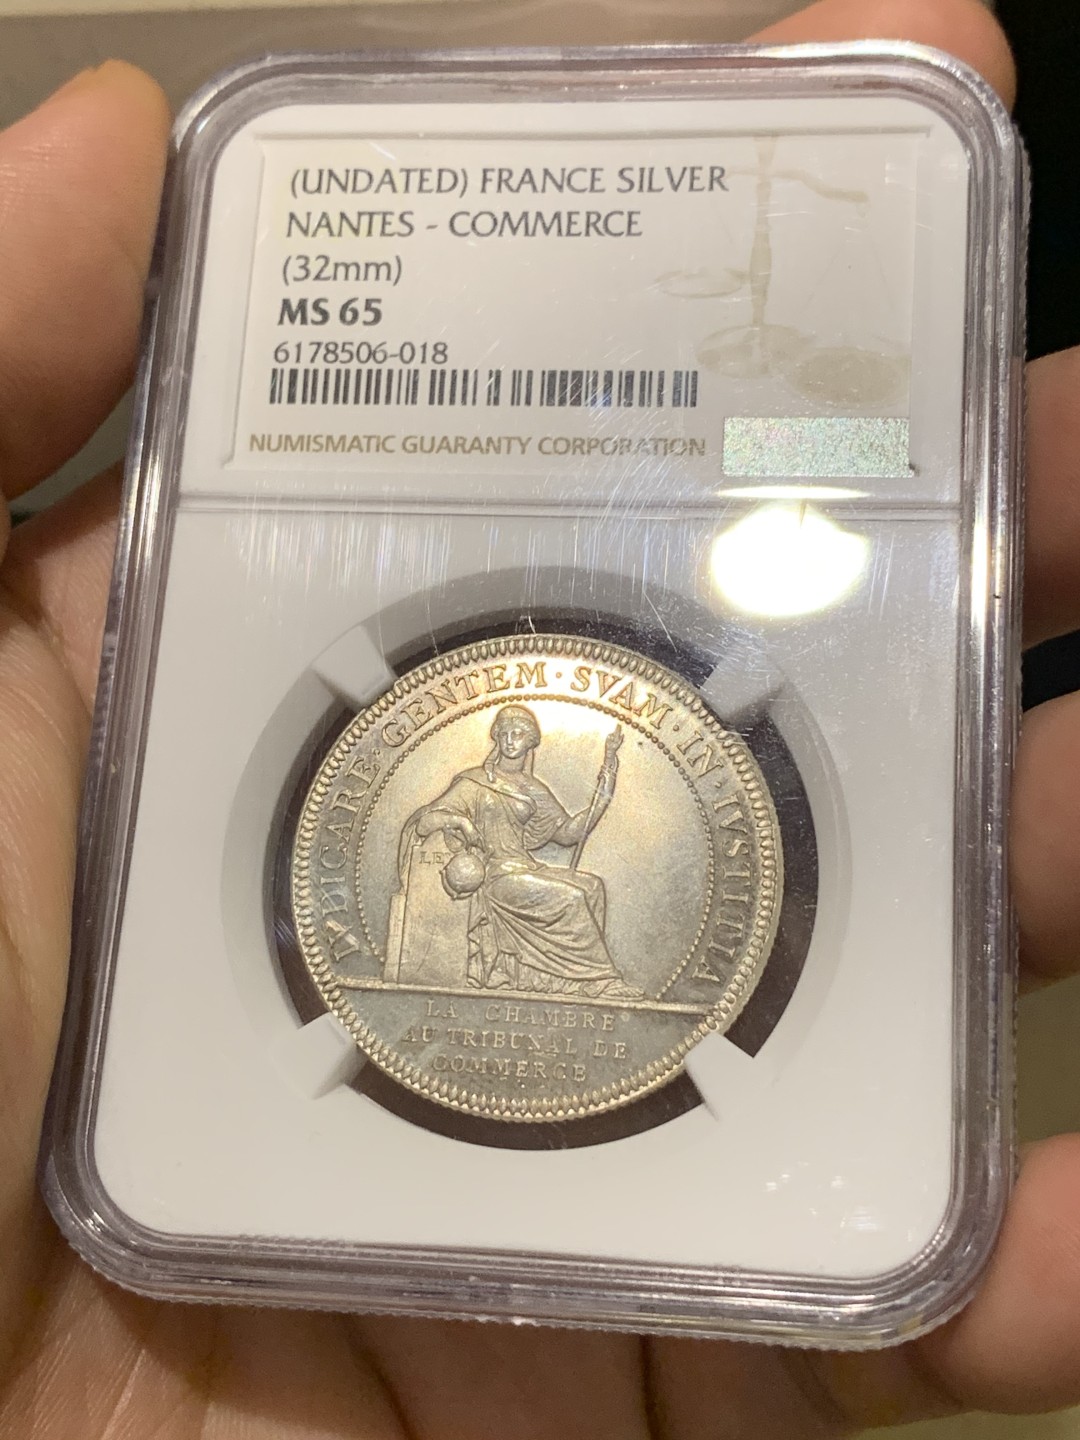 (UNDATED) FRANCE SILVER
NANTES - COMMERCE
(32mm)
MS 65
6178506-018
NUMISMATIC GUARANTY CORPORATION
IVDICARE · GENTEM · SVAM · IN · IVSTITIA
LA CHAMBRE
AU TRIBUNAL DE
COMMERCE